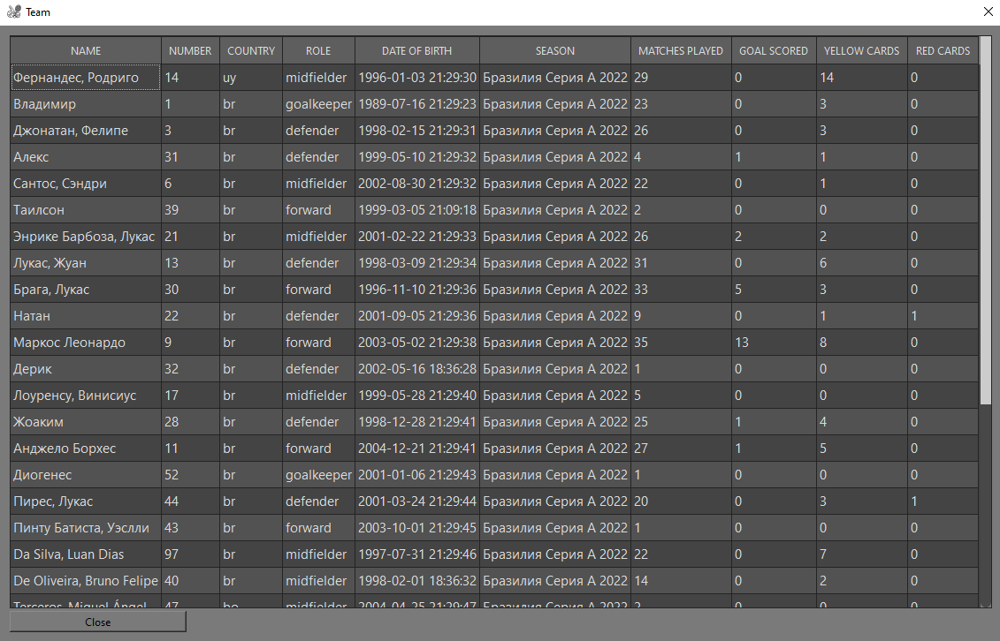 Team
NAME NUMBER COUNTRY ROLE DATE OF BIRTH SEASON MATCHES PLAYED GOAL SCORED YELLOW CARDS RED CARDS
Фернандес, Родриго 14 uy midfielder 1996-01-03 21:29:30 Бразилия Серия А 2022 29 0 14 0
Владимир 1 br goalkeeper 1989-07-16 21:29:23 Бразилия Серия А 2022 23 0 3 0
Джонатан, Фелипе 3 br defender 1998-02-15 21:29:31 Бразилия Серия А 2022 26 0 3 0
Алекс 31 br defender 1999-05-10 21:29:32 Бразилия Серия А 2022 4 1 1 0
Сантос, Сэндри 6 br midfielder 2002-08-30 21:29:32 Бразилия Серия А 2022 22 0 1 0
Таилсон 39 br forward 1999-03-05 21:09:18 Бразилия Серия А 2022 2 0 0 0
Энрике Барбоза, Лукас 21 br midfielder 2001-02-22 21:29:33 Бразилия Серия А 2022 26 2 2 0
Лукас, Жуан 13 br defender 1998-03-09 21:29:34 Бразилия Серия А 2022 31 0 6 0
Брага, Лукас 30 br forward 1996-11-10 21:29:36 Бразилия Серия А 2022 33 5 3 0
Натан 22 br defender 2001-09-05 21:29:36 Бразилия Серия А 2022 9 0 1 1
Маркос Леонардо 9 br forward 2003-05-02 21:29:38 Бразилия Серия А 2022 35 13 8 0
Дерик 32 br defender 2002-05-16 18:36:28 Бразилия Серия А 2022 1 0 0 0
Лоуренсу, Винисиус 17 br midfielder 1999-05-28 21:29:40 Бразилия Серия А 2022 5 0 0 0
Жоаким 28 br defender 1998-12-28 21:29:41 Бразилия Серия А 2022 25 1 4 0
Анджело Борхес 11 br forward 2004-12-21 21:29:41 Бразилия Серия А 2022 27 1 5 0
Диогенес 52 br goalkeeper 2001-01-06 21:29:43 Бразилия Серия А 2022 1 0 0 0
Пирес, Лукас 44 br defender 2001-03-24 21:29:44 Бразилия Серия А 2022 20 0 3 1
Пинту Батиста, Уэслли 43 br forward 2003-10-01 21:29:45 Бразилия Серия А 2022 1 0 0 0
Da Silva, Luan Dias 97 br midfielder 1997-07-31 21:29:46 Бразилия Серия А 2022 22 0 7 0
De Oliveira, Bruno Felipe 40 br midfielder 1998-02-01 18:36:32 Бразилия Серия А 2022 14 0 2 0
Terceros, Miguel Ángel 47 bo midfielder 2004-04-25 21:29:47 Бразилия Серия А 2022 2 0 0 0
Close